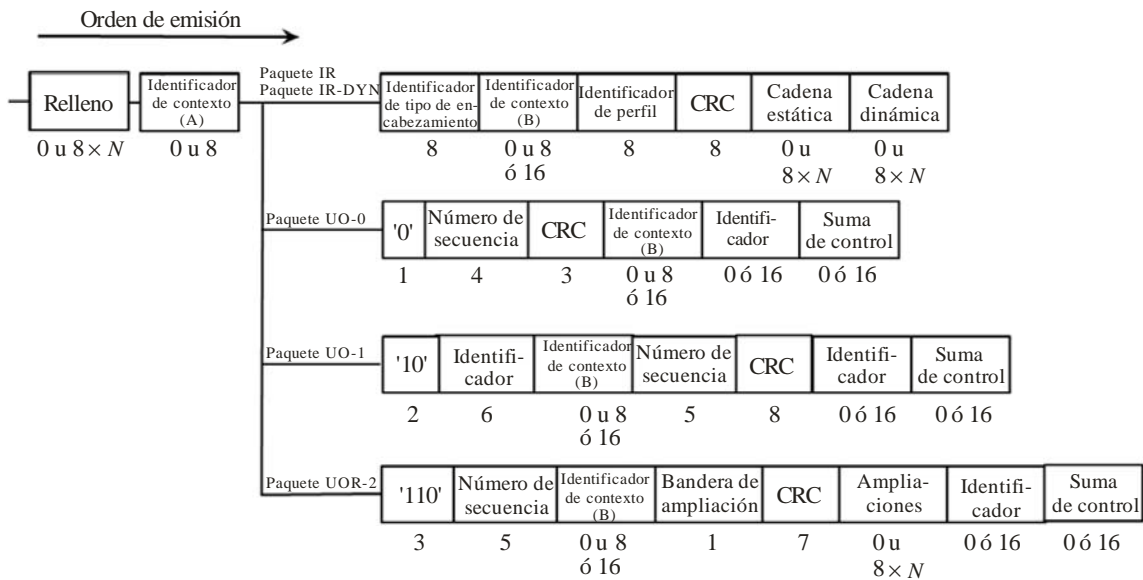 Orden de emisión
Relleno
Identificador
de contexto
(A)
0 u 8 × N
0 u 8
Paquete IR
Paquete IR-DYN
Identificador
de tipo de en-
cabezamiento
Identificador
de contexto
(B)
Identificador
de perfil
CRC
Cadena
estática
Cadena
dinámica
8
0 u 8
ó 16
8
8
0 u
8 × N
0 u
8 × N
Paquete UO-0
'0'
Número de
secuencia
CRC
Identificador
de contexto
(B)
Identifi-
cador
Suma
de control
1
4
3
0 u 8
ó 16
0 ó 16
0 ó 16
Paquete UO-1
'10'
Identifi-
cador
Identificador
de contexto
(B)
Número de
secuencia
CRC
Identifi-
cador
Suma
de control
2
6
0 u 8
ó 16
5
8
0 ó 16
0 ó 16
Paquete UOR-2
'110'
Número de
secuencia
Identificador
de contexto
(B)
Bandera de
ampliación
CRC
Amplia-
ciones
Identifi-
cador
Suma
de control
3
5
0 u 8
ó 16
1
7
0 u
8 × N
0 ó 16
0 ó 16